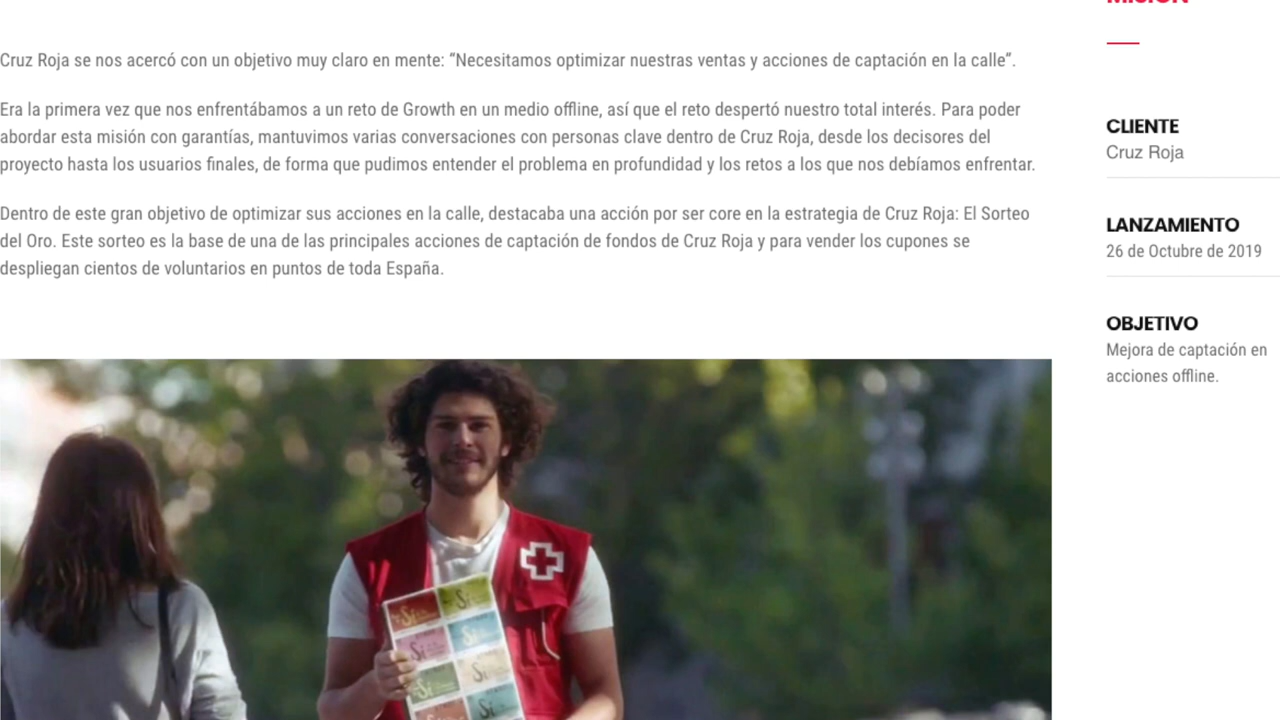 MISIÓN
Cruz Roja se nos acercó con un objetivo muy claro en mente: “Necesitamos optimizar nuestras ventas y acciones de captación en la calle”.
Era la primera vez que nos enfrentábamos a un reto de Growth en un medio offline, así que el reto despertó nuestro total interés. Para poder
abordar esta misión con garantías, mantuvimos varias conversaciones con personas clave dentro de Cruz Roja, desde los decisores del
proyecto hasta los usuarios finales, de forma que pudimos entender el problema en profundidad y los retos a los que nos debíamos enfrentar.
Dentro de este gran objetivo de optimizar sus acciones en la calle, destacaba una acción por ser core en la estrategia de Cruz Roja: El Sorteo
del Oro. Este sorteo es la base de una de las principales acciones de captación de fondos de Cruz Roja y para vender los cupones se
despliegan cientos de voluntarios en puntos de toda España.
CLIENTE
Cruz Roja
LANZAMIENTO
26 de Octubre de 2019
OBJETIVO
Mejora de captación en
acciones offline.
Sí
Sí
Sí
Sí
Sí
Sí
Sí